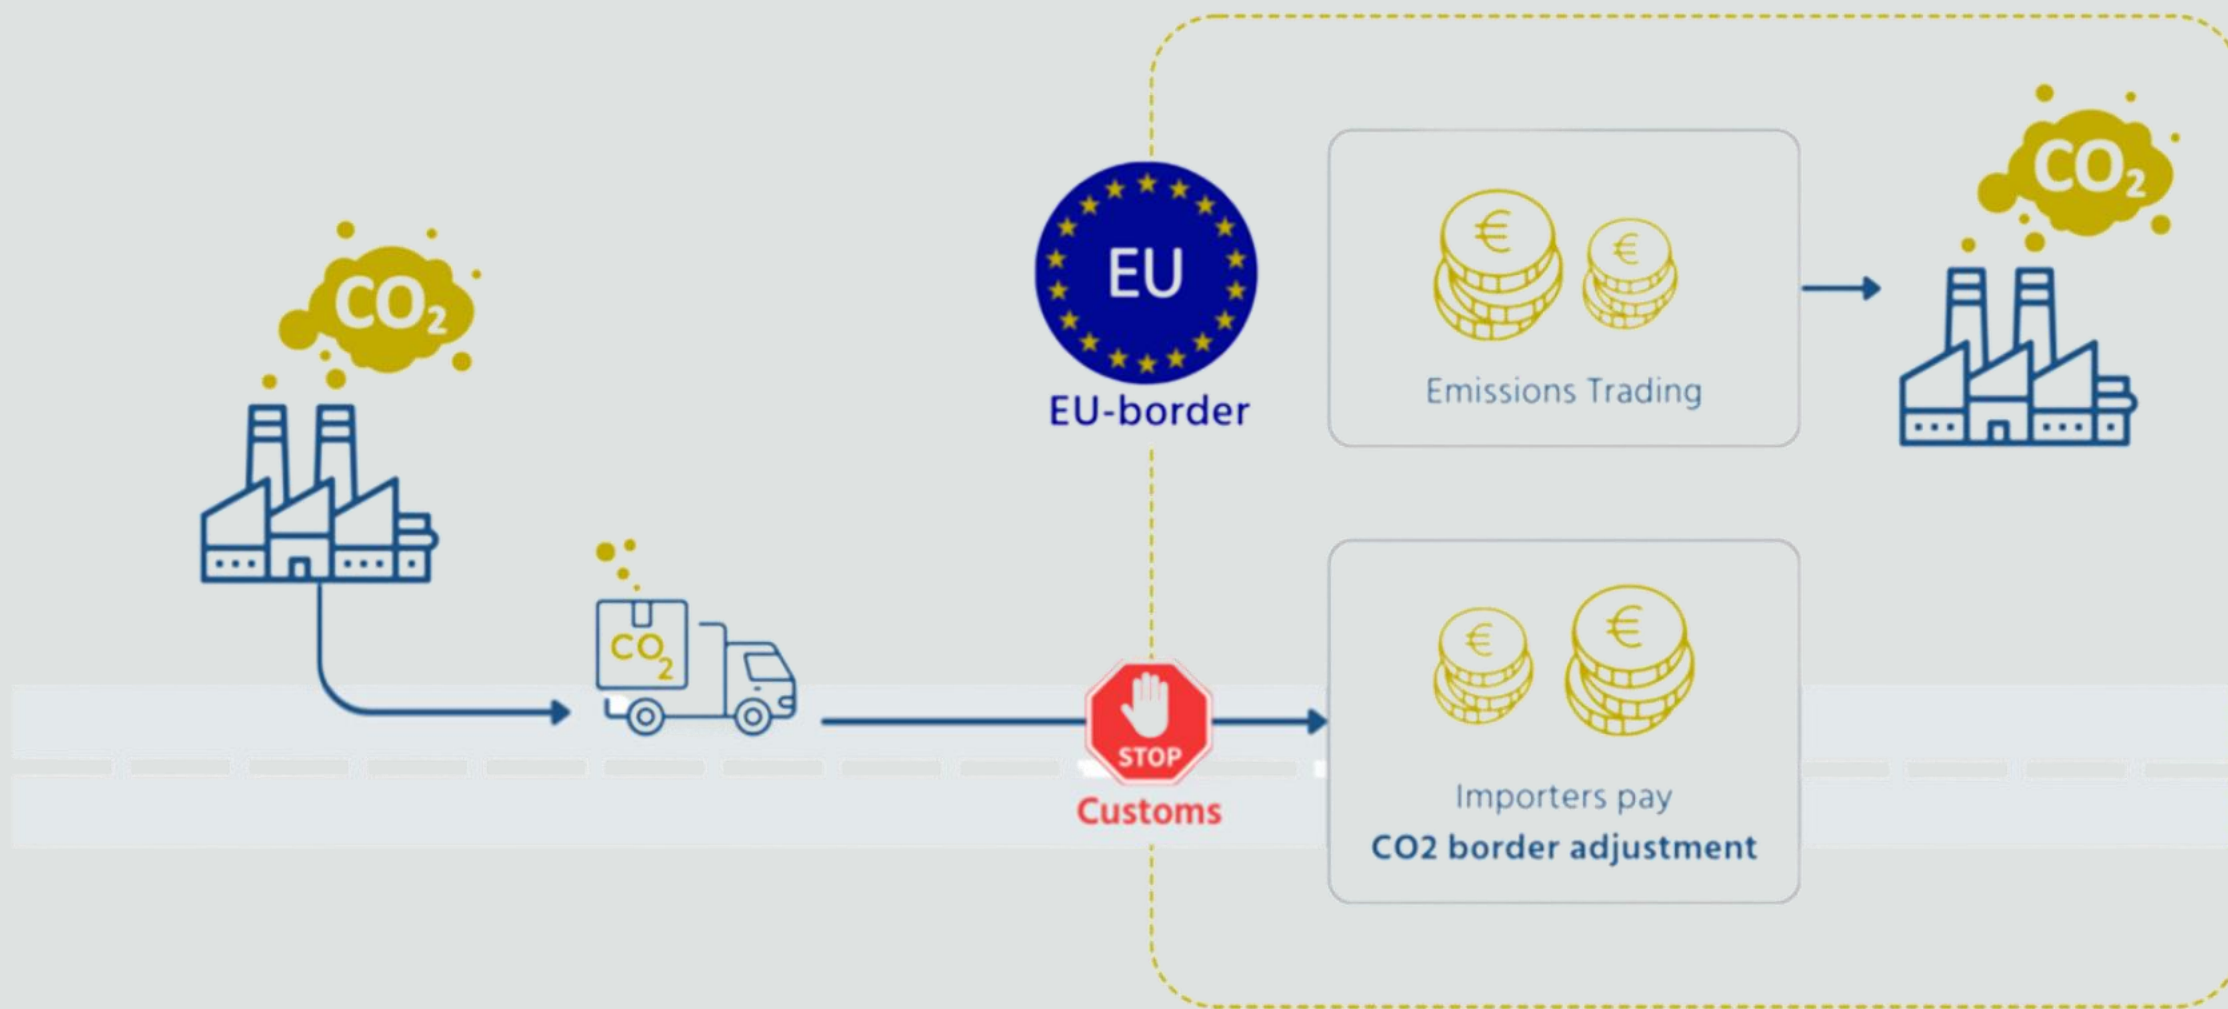 CO₂
CO₂
EU
EU-border
STOP
Customs
Emissions Trading
CO₂
Importers pay
CO2 border adjustment